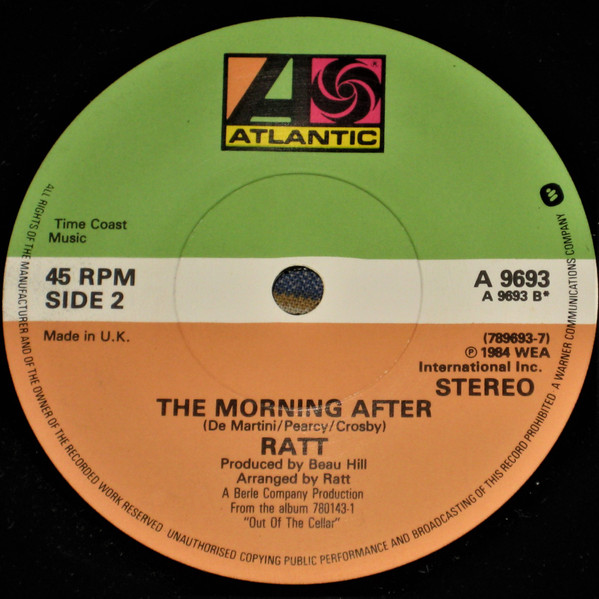 ATLANTIC
Time Coast
Music
45 RPM
SIDE 2
A 9693
A 9693 B*
Made in U.K.
(789693-7)
℗ 1984 WEA
International Inc.
STEREO
THE MORNING AFTER
(De Martini/Pearcy/Crosby)
RATT
Produced by Beau Hill
Arranged by Ratt
A Berle Company Production
From the album 780143-1
"Out Of The Cellar"
ALL RIGHTS OF THE MANUFACTURER AND OF THE OWNER OF THE RECORDED WORK RESERVED. UNAUTHORISED COPYING PUBLIC PERFORMANCE AND BROADCASTING OF THIS RECORD PROHIBITED. A WARNER COMMUNICATIONS COMPANY